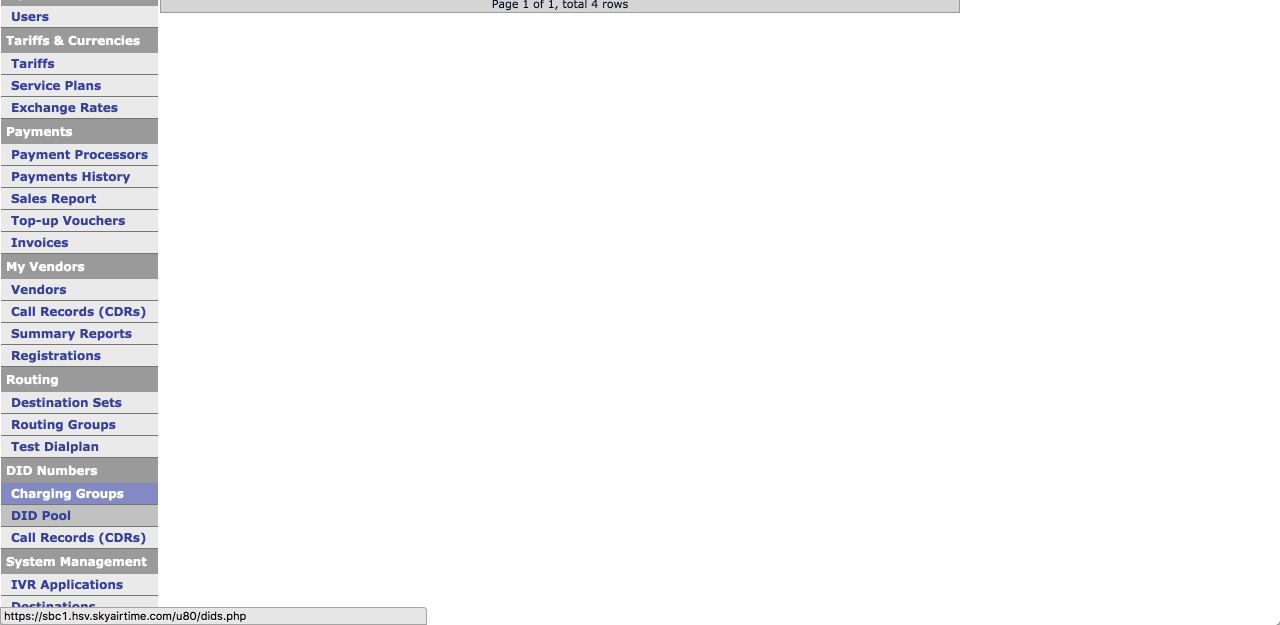 Page 1 of 1, total 4 rows
Users
Tariffs & Currencies
Tariffs
Service Plans
Exchange Rates
Payments
Payment Processors
Payments History
Sales Report
Top-up Vouchers
Invoices
My Vendors
Vendors
Call Records (CDRs)
Summary Reports
Registrations
Routing
Destination Sets
Routing Groups
Test Dialplan
DID Numbers
Charging Groups
DID Pool
Call Records (CDRs)
System Management
IVR Applications
Destinations
https://sbc1.hsv.skyairtime.com/u80/dids.php